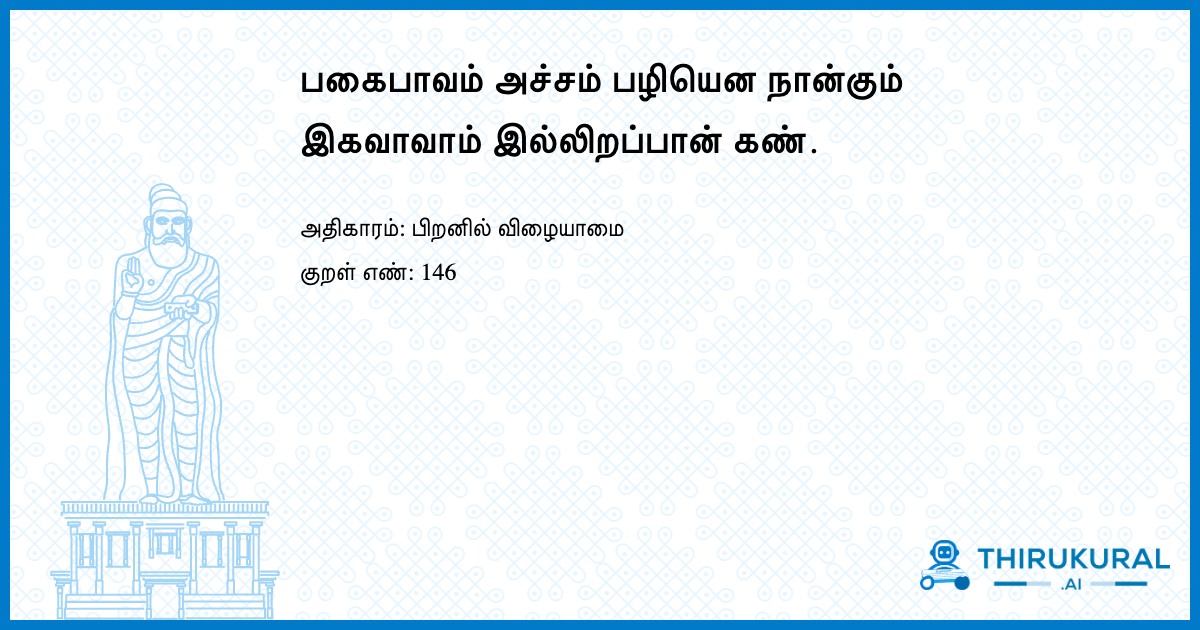 பகைபாவம் அச்சம் பழியென நான்கும்
இகவாவாம் இல்லிறப்பான் கண்.
அதிகாரம்: பிறனில் விழையாமை
குறள் எண்: 146
THIRUKURAL
.AI